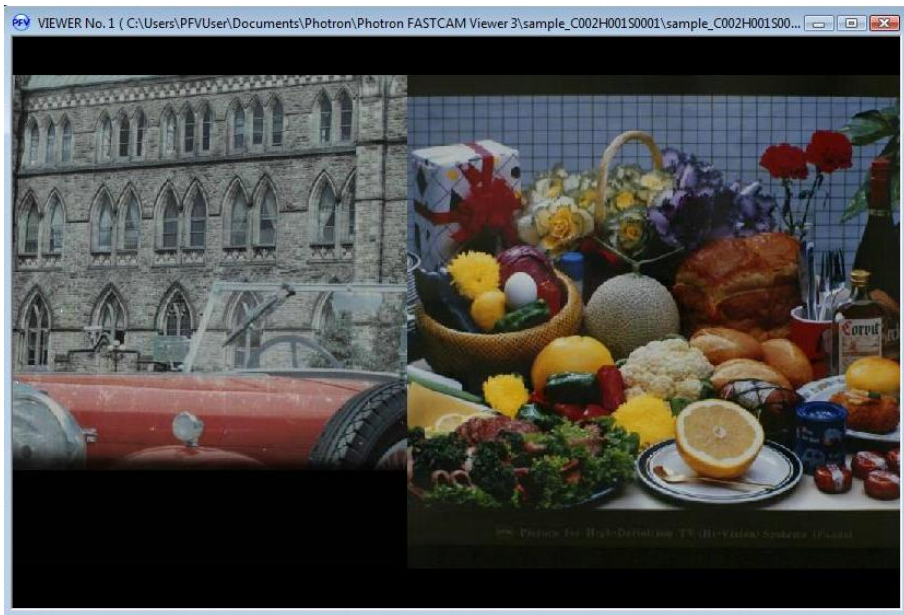 PFV VIEWER No. 1 ( C:\Users\PFVUser\Documents\Photron\Photron FASTCAM Viewer 3\sample_C002H001S0001\sample_C002H001S00...
Corvit
Picture for High-Definition TV (Hi-Vision) Systems